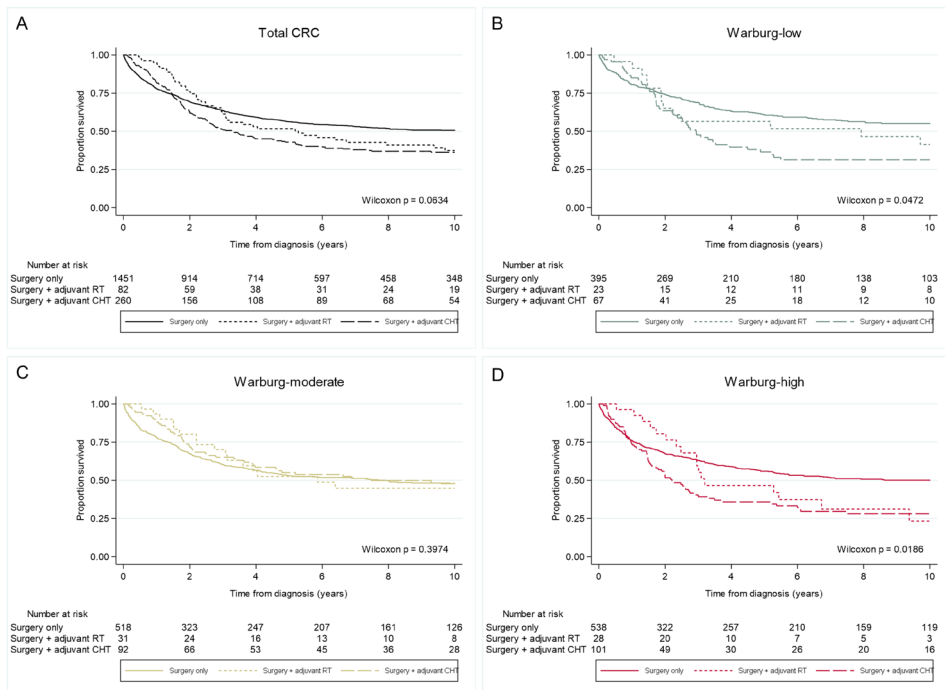 A
Total CRC
Proportion survived
1.00
0.75
0.50
0.25
0.00
Wilcoxon p = 0.0634
0 2 4 6 8 10
Time from diagnosis (years)
Number at risk
Surgery only 1451 914 714 597 458 348
Surgery + adjuvant RT 82 59 38 31 24 19
Surgery + adjuvant CHT 260 156 108 89 68 54
Surgery only Surgery + adjuvant RT Surgery + adjuvant CHT
B
Warburg-low
Proportion survived
1.00
0.75
0.50
0.25
0.00
Wilcoxon p = 0.0472
0 2 4 6 8 10
Time from diagnosis (years)
Number at risk
Surgery only 395 269 210 180 138 103
Surgery + adjuvant RT 23 15 12 11 9 8
Surgery + adjuvant CHT 67 41 25 18 12 10
Surgery only Surgery + adjuvant RT Surgery + adjuvant CHT
C
Warburg-moderate
Proportion survived
1.00
0.75
0.50
0.25
0.00
Wilcoxon p = 0.3974
0 2 4 6 8 10
Time from diagnosis (years)
Number at risk
Surgery only 518 323 247 207 161 126
Surgery + adjuvant RT 31 24 16 13 10 8
Surgery + adjuvant CHT 92 66 53 45 36 28
Surgery only Surgery + adjuvant RT Surgery + adjuvant CHT
D
Warburg-high
Proportion survived
1.00
0.75
0.50
0.25
0.00
Wilcoxon p = 0.0186
0 2 4 6 8 10
Time from diagnosis (years)
Number at risk
Surgery only 538 322 257 210 159 119
Surgery + adjuvant RT 28 20 10 7 5 3
Surgery + adjuvant CHT 101 49 30 26 20 16
Surgery only Surgery + adjuvant RT Surgery + adjuvant CHT